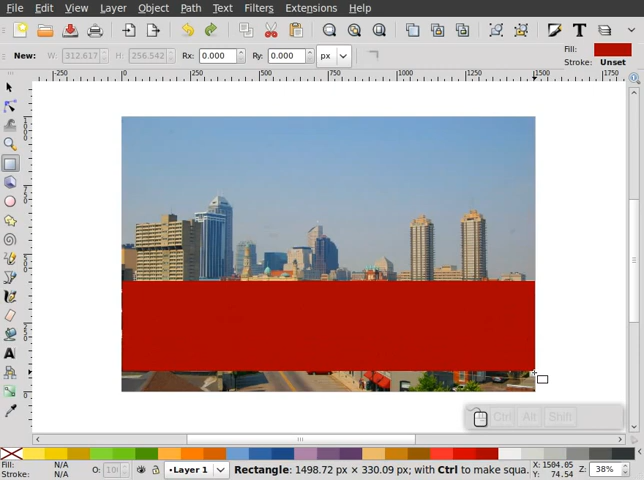 File Edit View Layer Object Path Text Filters Extensions Help
New: W: 312.617 H: 256.542 Rx: 0.000 Ry: 0.000 px Fill:
Stroke: Unset
-250 0 250 500 750 1000 1250 1500 1750
Ctrl Alt Shift
Fill: N/A O: Layer 1 Rectangle: 1498.72 px × 330.09 px; with Ctrl to make squa. X: 1504.05 Z: 38%
Stroke: N/A Y: 74.54